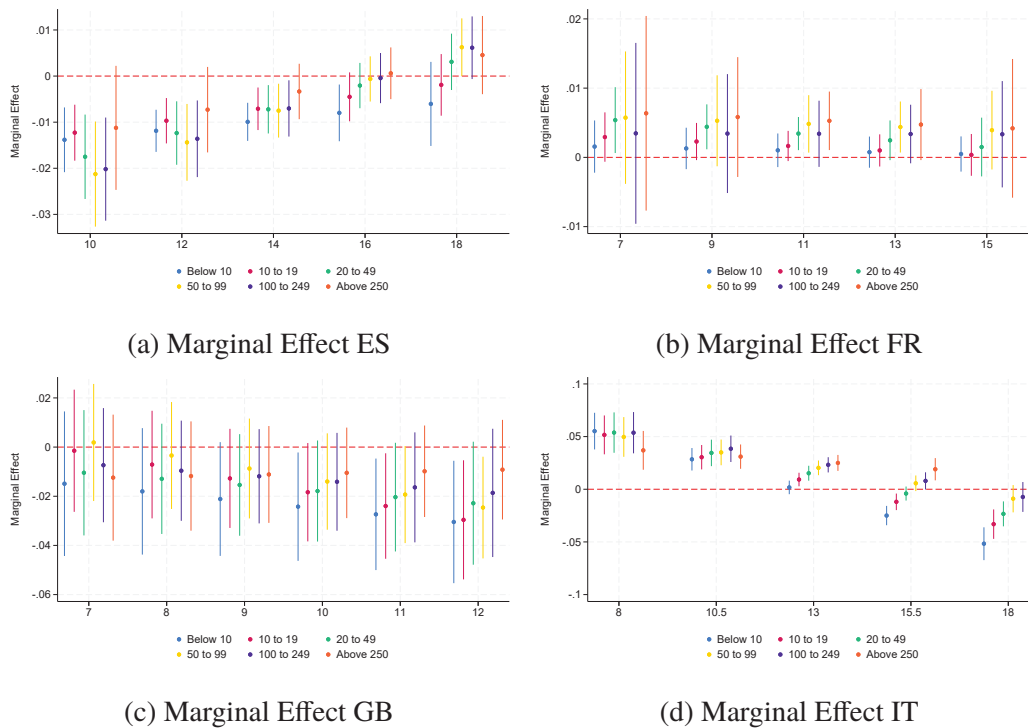 .01
0
-.01
-.02
-.03
Marginal Effect
10 12 14 16 18
Below 10 10 to 19 20 to 49
50 to 99 100 to 249 Above 250
(a) Marginal Effect ES
.02
.01
0
-.01
Marginal Effect
7 9 11 13 15
Below 10 10 to 19 20 to 49
50 to 99 100 to 249 Above 250
(b) Marginal Effect FR
.02
0
-.02
-.04
-.06
Marginal Effect
7 8 9 10 11 12
Below 10 10 to 19 20 to 49
50 to 99 100 to 249 Above 250
(c) Marginal Effect GB
.1
.05
0
-.05
-.1
Marginal Effect
8 10.5 13 15.5 18
Below 10 10 to 19 20 to 49
50 to 99 100 to 249 Above 250
(d) Marginal Effect IT